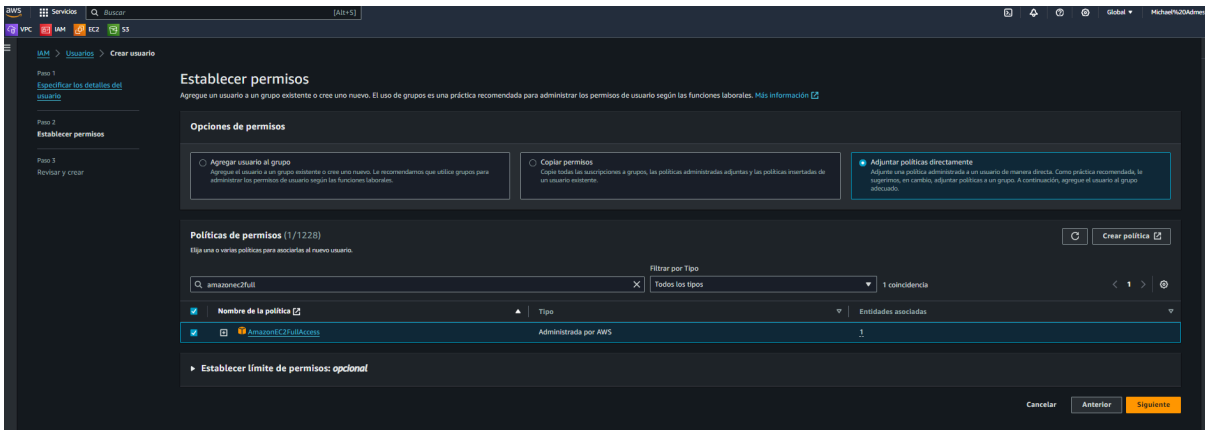 aws
Servicios
Buscar
[Alt+S]
Global
Michael%20Admes
VPC
IAM
EC2
S3
IAM > Usuarios > Crear usuario
Paso 1
Especificar los detalles del
usuario
Paso 2
Establecer permisos
Paso 3
Revisar y crear
Establecer permisos
Agregue un usuario a un grupo existente o cree uno nuevo. El uso de grupos es una práctica recomendada para administrar los permisos de usuario según las funciones laborales. Más información
Opciones de permisos
Agregar usuario al grupo
Agregue el usuario a un grupo existente o cree uno nuevo. Le recomendamos que utilice grupos para
administrar los permisos de usuario según las funciones laborales.
Copiar permisos
Copie todas las suscripciones a grupos, las políticas administradas adjuntas y las políticas insertadas de
un usuario existente.
Adjuntar políticas directamente
Adjunte una política administrada a un usuario de manera directa. Como práctica recomendada, le
sugerimos, en cambio, adjuntar políticas a un grupo. A continuación, agregue el usuario al grupo
adecuado.
Políticas de permisos (1/1228)
Crear política
Elija una o varias políticas para asociarlas al nuevo usuario.
Filtrar por Tipo
amazonec2full
Todos los tipos
1 coincidencia
1
Nombre de la política
Tipo
Entidades asociadas
AmazonEC2FullAccess
Administrada por AWS
1
Establecer límite de permisos: opcional
Cancelar
Anterior
Siguiente